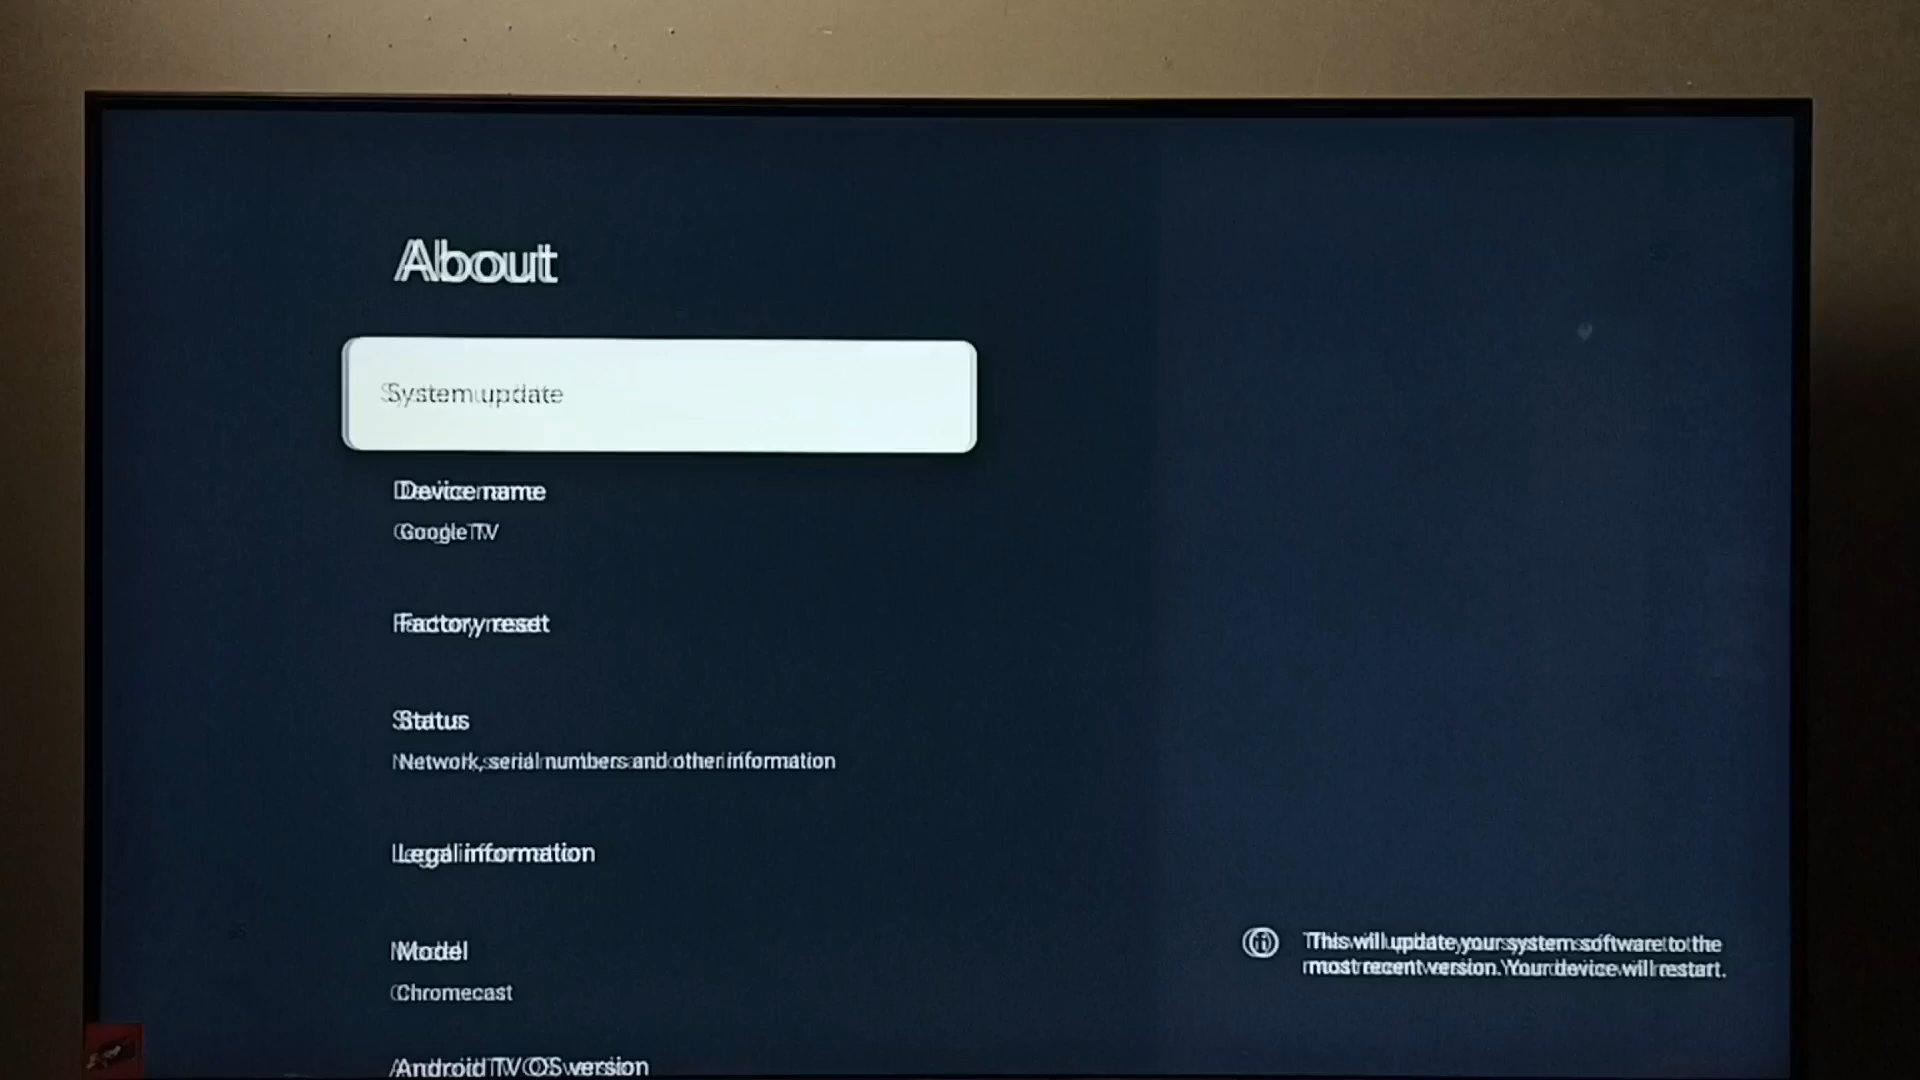 About
System update
Device name
Google TV
Factory reset
Status
Network, serial numbers and other information
Legal information
Model
Chromecast
Android TV OS version
This will update your system software to the
most recent version. Your device will restart.